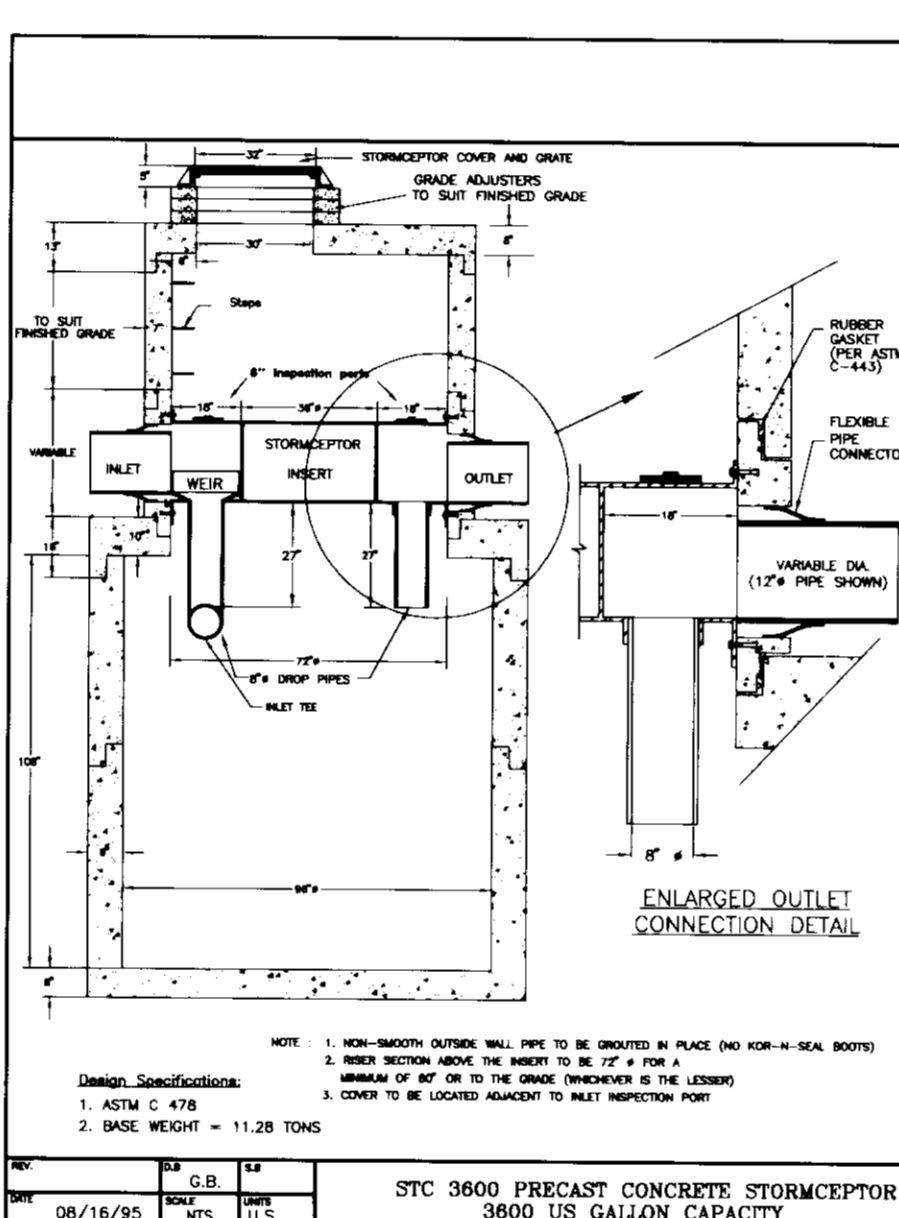 32"
STORMCEPTOR COVER AND GRATE
5"
GRADE ADJUSTERS
TO SUIT FINISHED GRADE
13"
30"
8"
6"
Steps
TO SUIT
FINISHED GRADE
7"
RUBBER
GASKET
(PER ASTM
C-443)
8" Inspection ports
18"
36"ø
18"
VARIABLE
INLET
WEIR
STORMCEPTOR
INSERT
OUTLET
FLEXIBLE
PIPE
CONNECTO
18"
10"
27"
27"
VARIABLE DIA.
(12"ø PIPE SHOWN)
72"ø
8"ø DROP PIPES
INLET TEE
108"
8" ø
96"ø
ENLARGED OUTLET
CONNECTION DETAIL
8"
NOTE : 1. NON-SMOOTH OUTSIDE WALL PIPE TO BE GROUTED IN PLACE (NO KOR-N-SEAL BOOTS)
2. RISER SECTION ABOVE THE INSERT TO BE 72" ø FOR A
MINIMUM OF 80" OR TO THE GRADE (WHICHEVER IS THE LESSER)
3. COVER TO BE LOCATED ADJACENT TO INLET INSPECTION PORT
Design Specifications:
1. ASTM C 478
2. BASE WEIGHT = 11.28 TONS
REV.
D.B
G.B.
S.B
DATE
08/16/95
SCALE
NTS
UNITS
U.S.
STC 3600 PRECAST CONCRETE STORMCEPTOR
3600 US GALLON CAPACITY